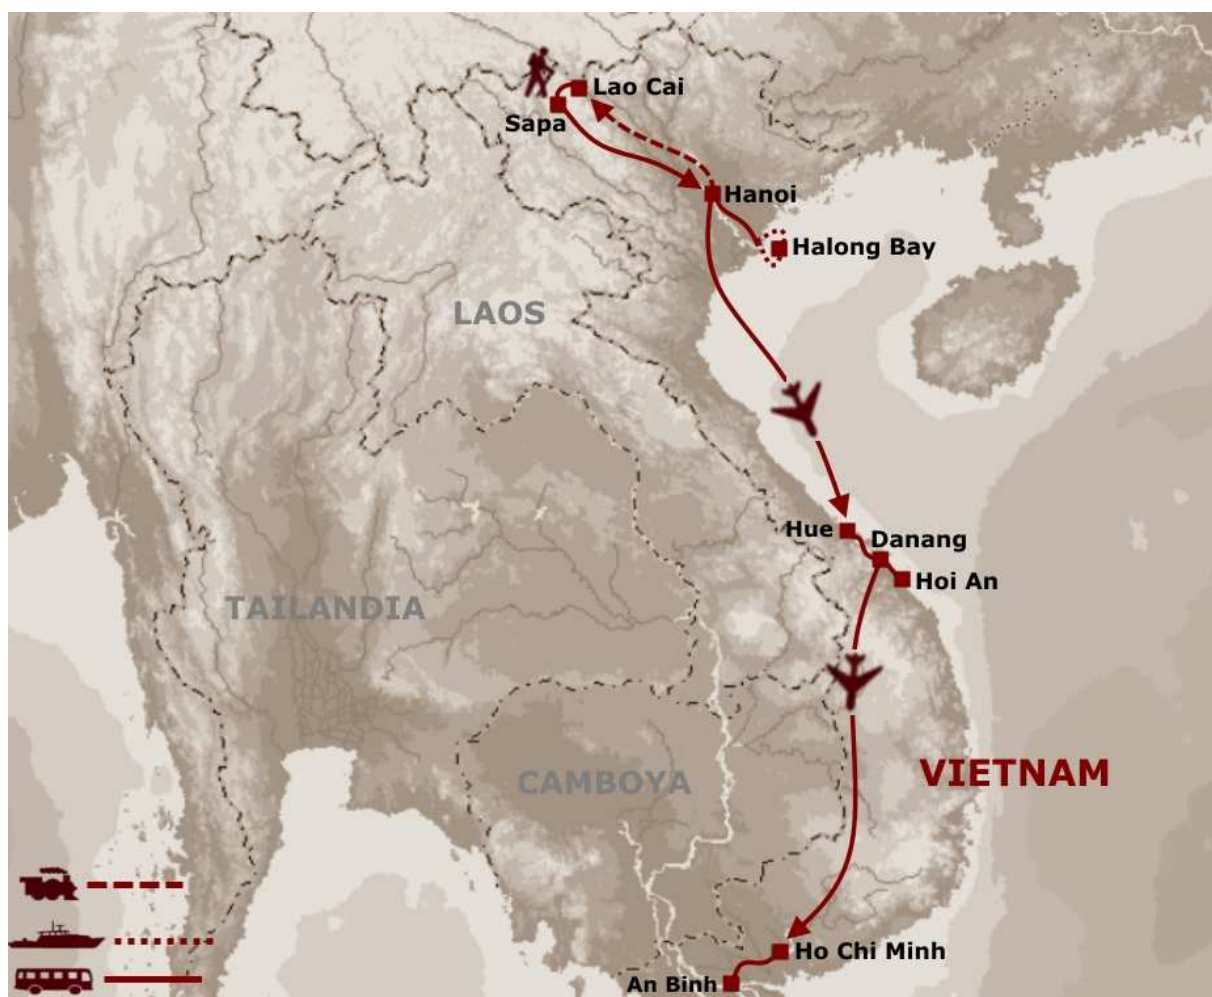 Lao Cai
Sapa
Hanoi
Halong Bay
LAOS
Hue
Danang
Hoi An
TAILANDIA
VIETNAM
CAMBOYA
Ho Chi Minh
An Binh